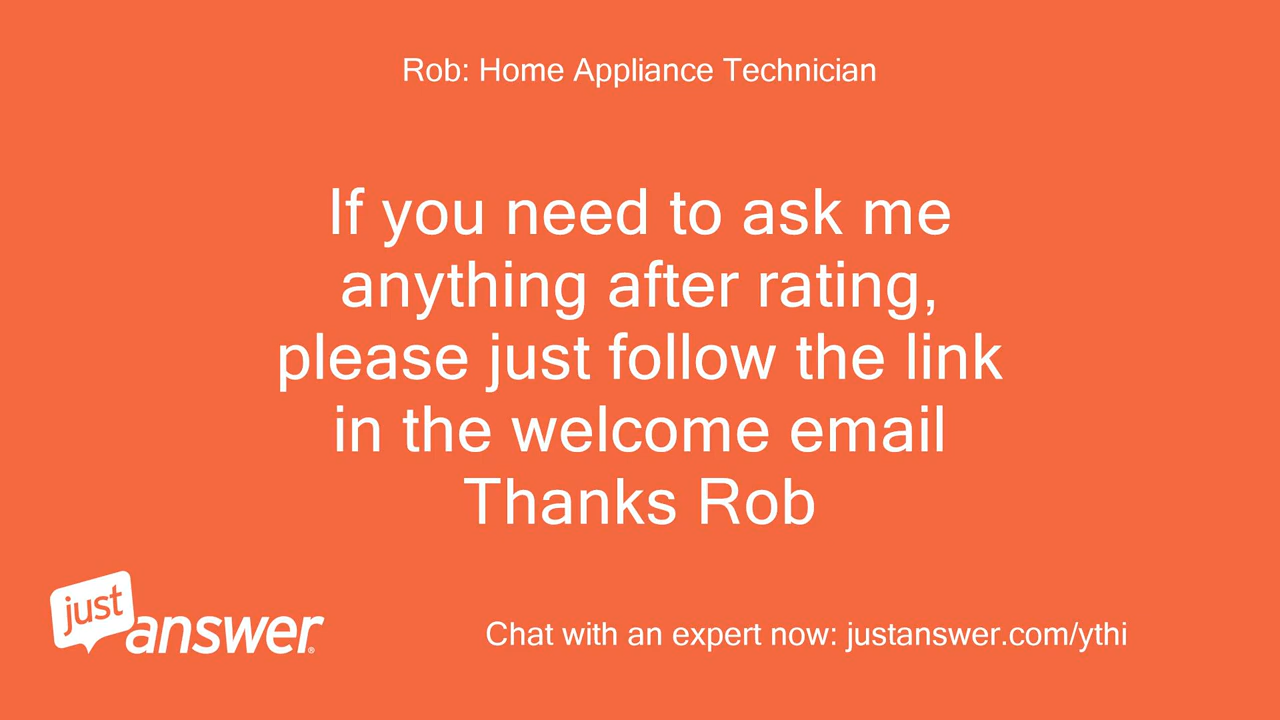 Rob: Home Appliance Technician
If you need to ask me
anything after rating,
please just follow the link
in the welcome email
Thanks Rob
just
answer®
Chat with an expert now: justanswer.com/ythi